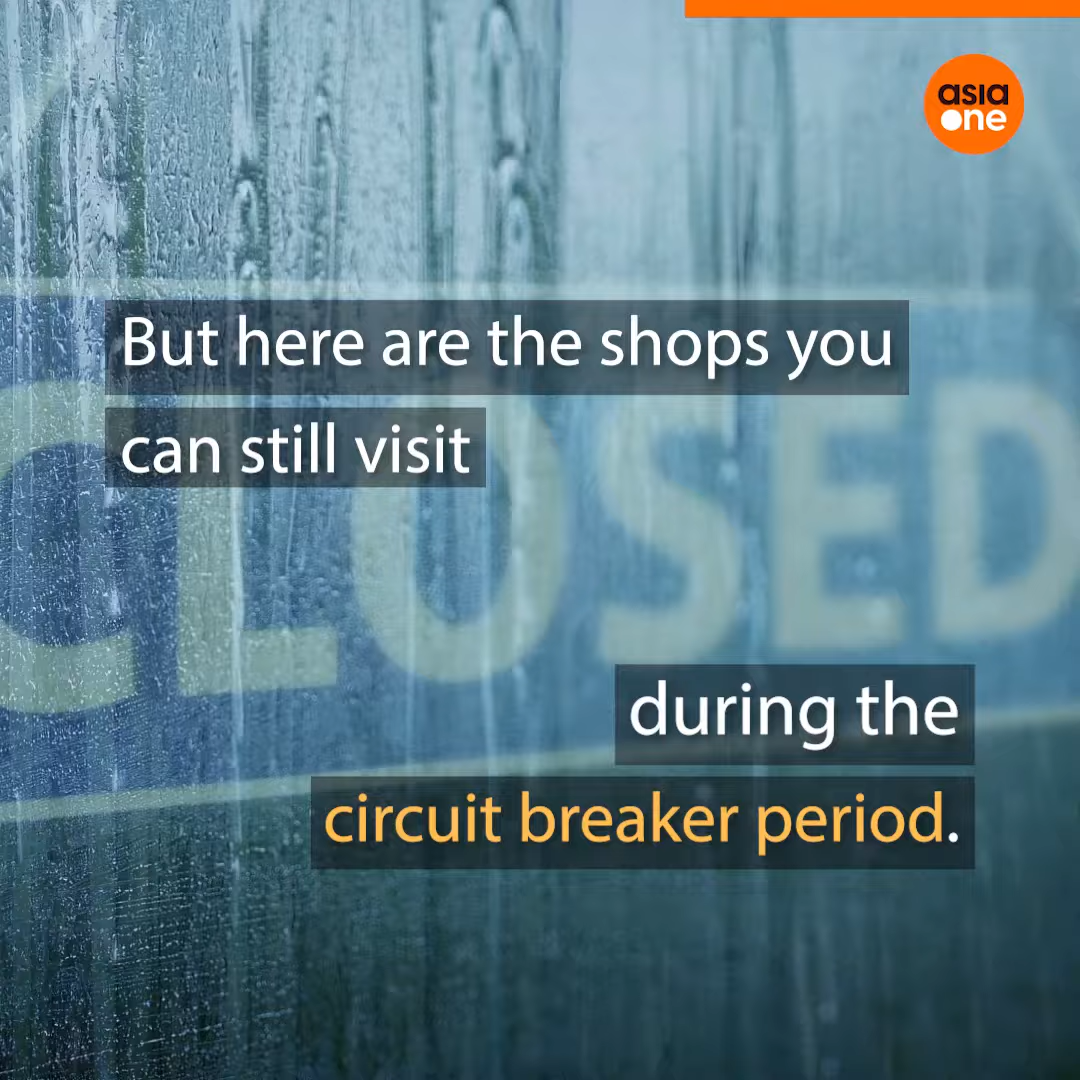 asia
one
But here are the shops you
can still visit
CLOSED
during the
circuit breaker period.